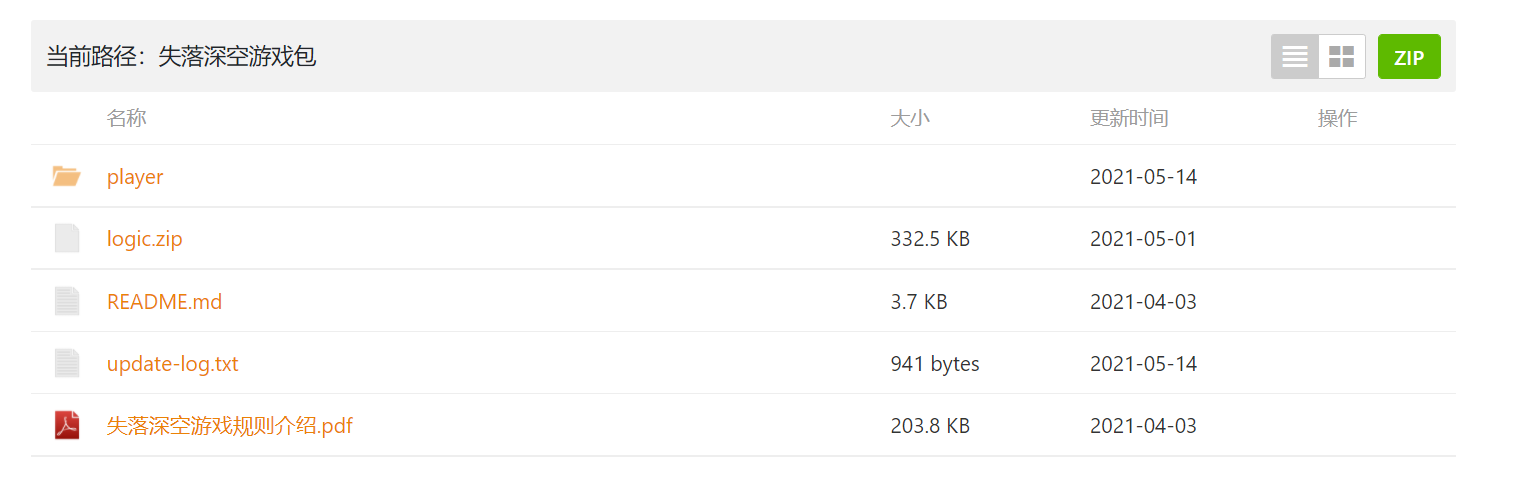 当前路径：失落深空游戏包 ZIP
名称 大小 更新时间 操作
player 2021-05-14
logic.zip 332.5 KB 2021-05-01
README.md 3.7 KB 2021-04-03
update-log.txt 941 bytes 2021-05-14
失落深空游戏规则介绍.pdf 203.8 KB 2021-04-03